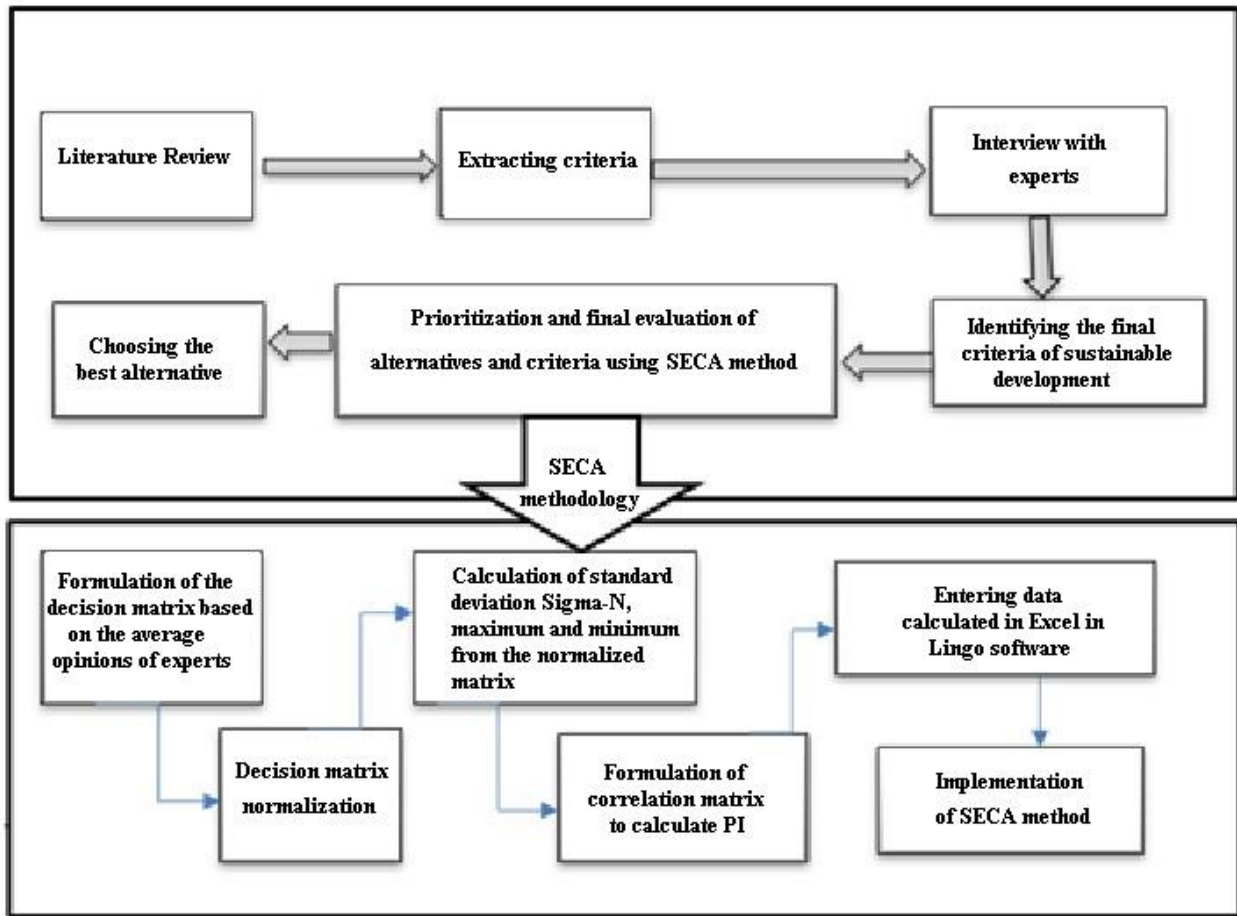 Literature Review
Extracting criteria
Interview with
experts
Identifying the final
criteria of sustainable
development
Prioritization and final evaluation of
alternatives and criteria using SECA method
Choosing the
best alternative
SECA
methodology
Formulation of the
decision matrix based
on the average
opinions of experts
Decision matrix
normalization
Calculation of standard
deviation Sigma-N,
maximum and minimum
from the normalized
matrix
Formulation of
correlation matrix
to calculate PI
Entering data
calculated in Excel in
Lingo software
Implementation
of SECA method